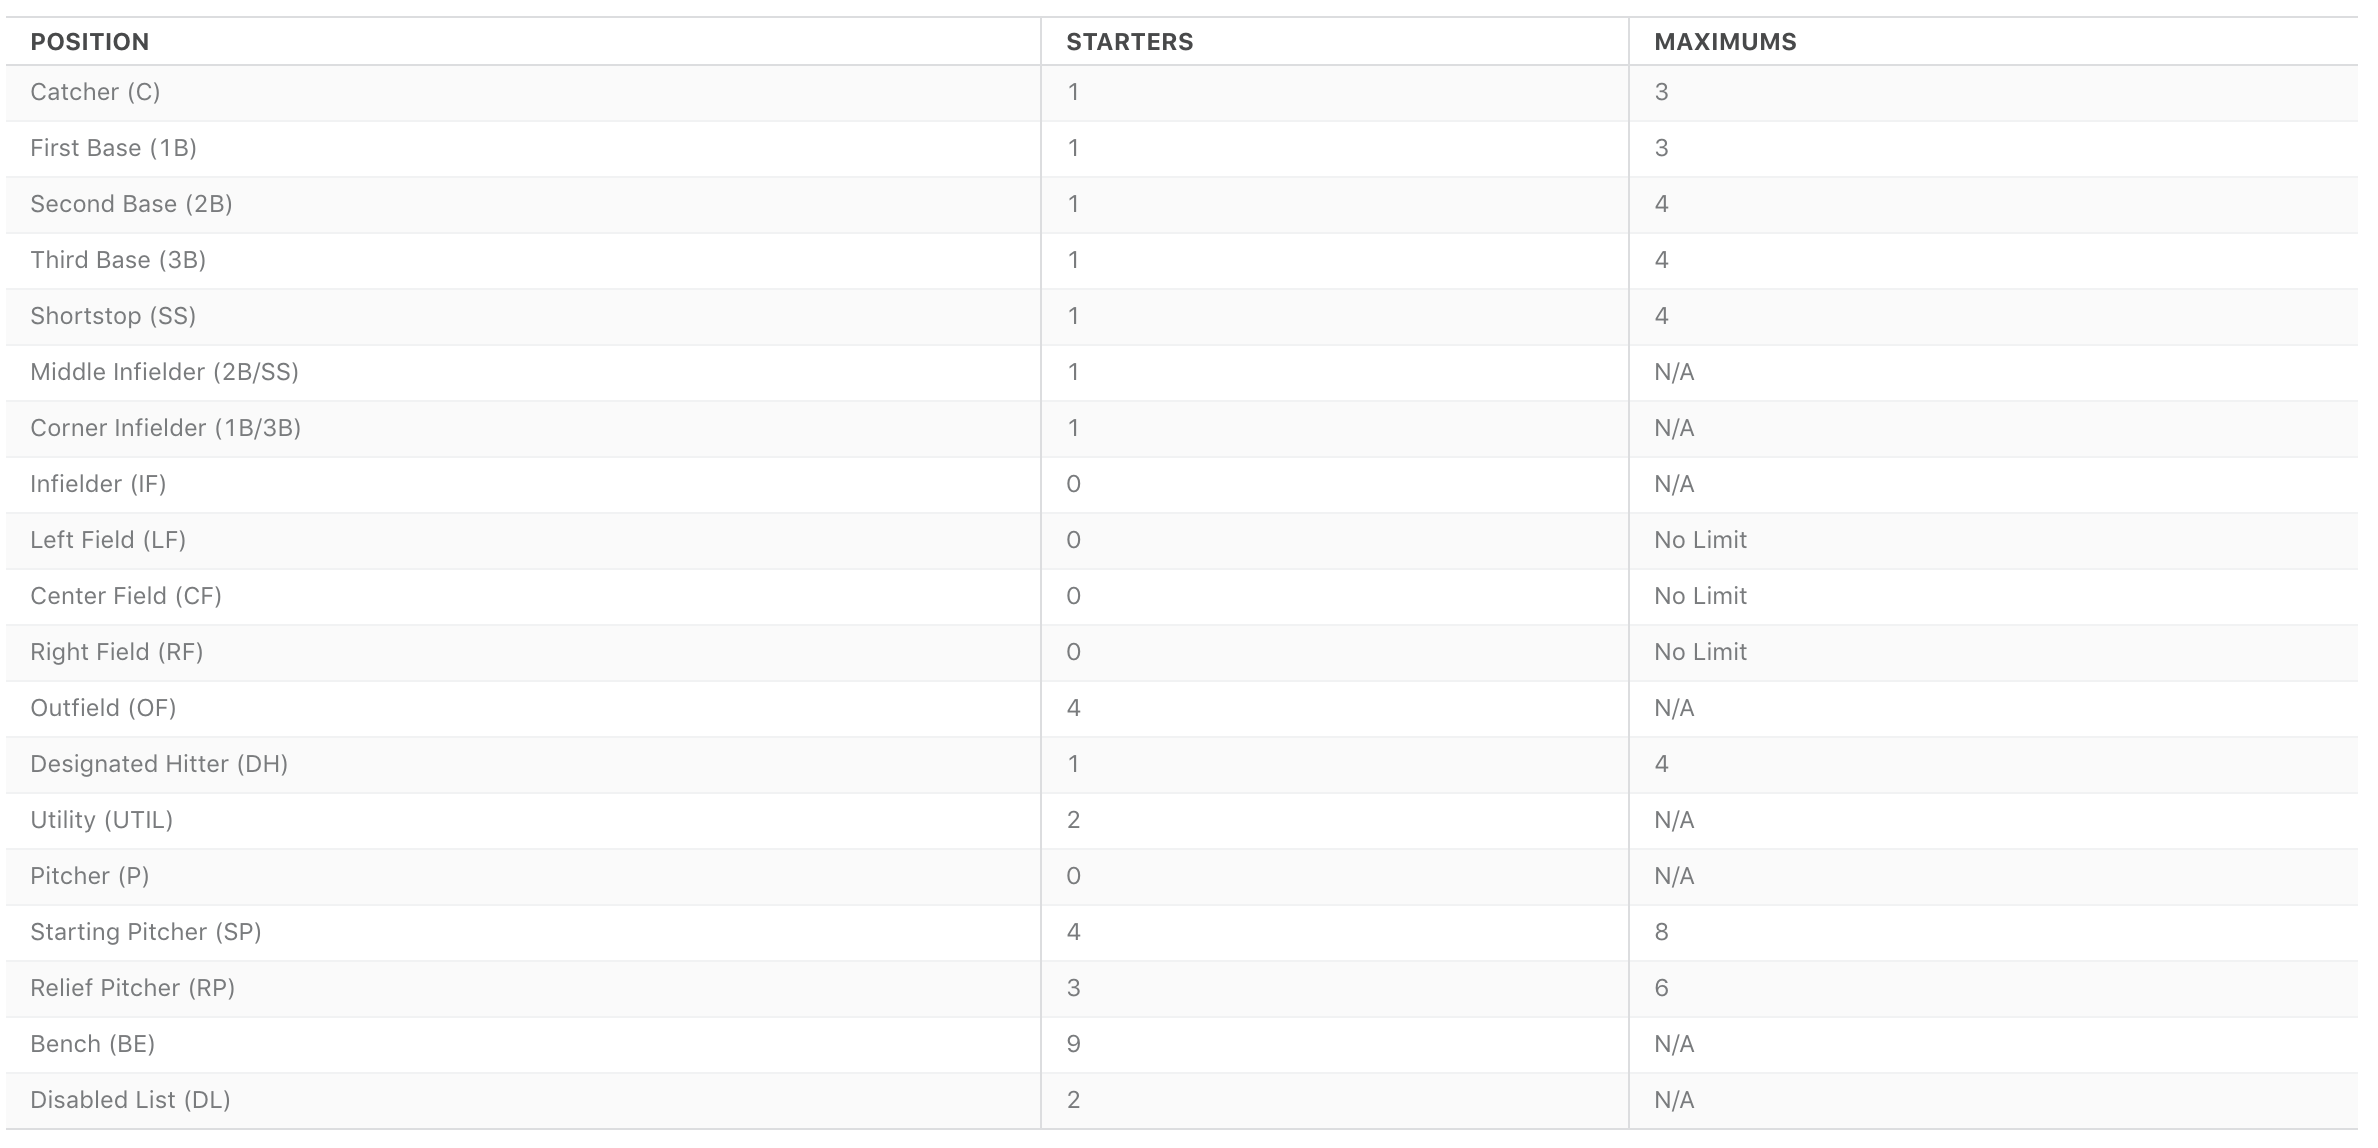 POSITION STARTERS MAXIMUMS
Catcher (C) 1 3
First Base (1B) 1 3
Second Base (2B) 1 4
Third Base (3B) 1 4
Shortstop (SS) 1 4
Middle Infielder (2B/SS) 1 N/A
Corner Infielder (1B/3B) 1 N/A
Infielder (IF) 0 N/A
Left Field (LF) 0 No Limit
Center Field (CF) 0 No Limit
Right Field (RF) 0 No Limit
Outfield (OF) 4 N/A
Designated Hitter (DH) 1 4
Utility (UTIL) 2 N/A
Pitcher (P) 0 N/A
Starting Pitcher (SP) 4 8
Relief Pitcher (RP) 3 6
Bench (BE) 9 N/A
Disabled List (DL) 2 N/A